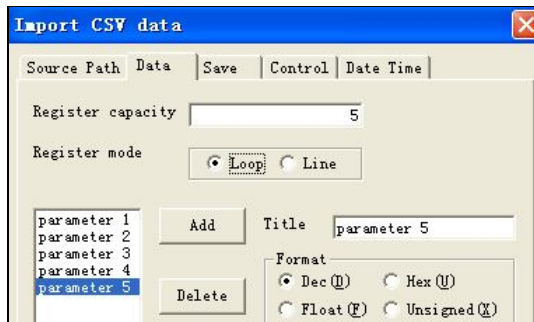 Import CSV data
Source Path Data Save Control Date Time
Register capacity 5
Register mode Loop Line
parameter 1
parameter 2
parameter 3
parameter 4
parameter 5
Add
Delete
Title parameter 5
Format
Dec(D) Hex(U)
Float(F) Unsigned(X)